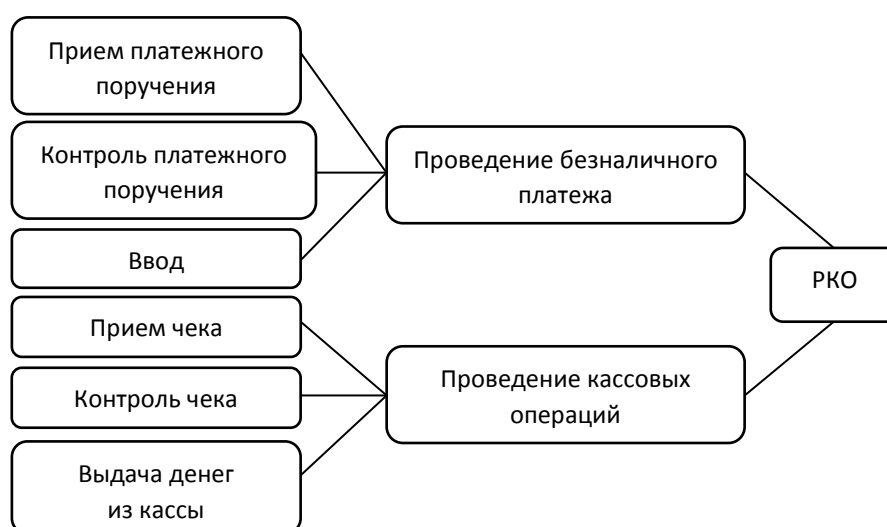 Прием платежного
поручения
Контроль платежного
поручения
Ввод
Прием чека
Контроль чека
Выдача денег
из кассы
Проведение безналичного
платежа
Проведение кассовых
операций
РКО